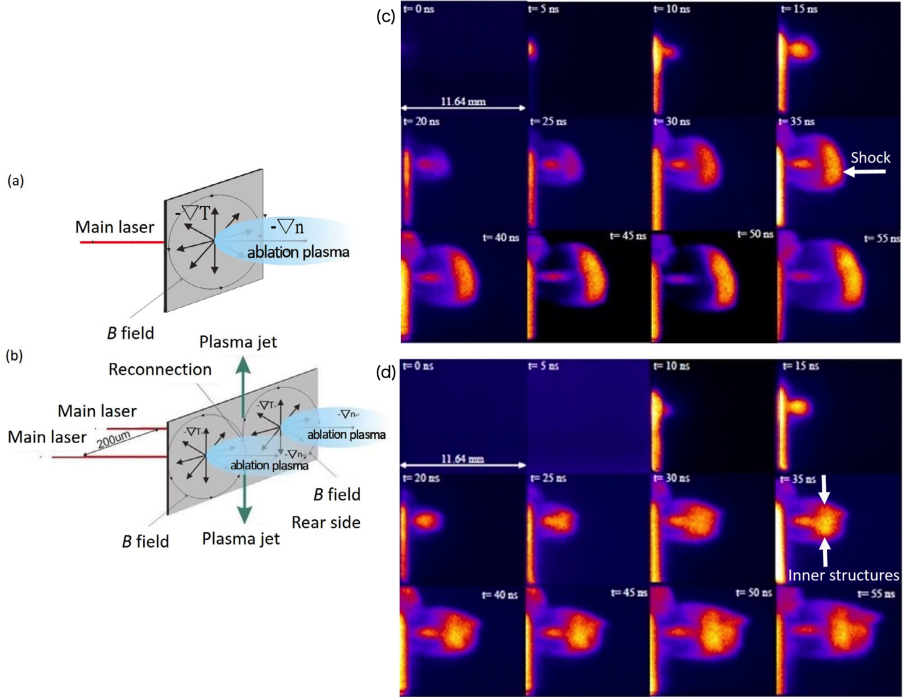 (a)
Main laser
-▽T
-▽n
ablation plasma
B field
(b)
Plasma jet
Reconnection
Main laser
Main laser
200um
-▽T
-▽n
ablation plasma
-▽T
-▽n
ablation plasma
B field
Rear side
B field
Plasma jet
(c)
t= 0 ns
t= 5 ns
t= 10 ns
t= 15 ns
11.64 mm
t= 20 ns
t= 25 ns
t= 30 ns
t= 35 ns
Shock
t= 40 ns
t= 45 ns
t= 50 ns
t= 55 ns
(d)
t= 0 ns
t= 5 ns
t= 10 ns
t= 15 ns
11.64 mm
t= 20 ns
t= 25 ns
t= 30 ns
t= 35 ns
Inner structures
t= 40 ns
t= 45 ns
t= 50 ns
t= 55 ns